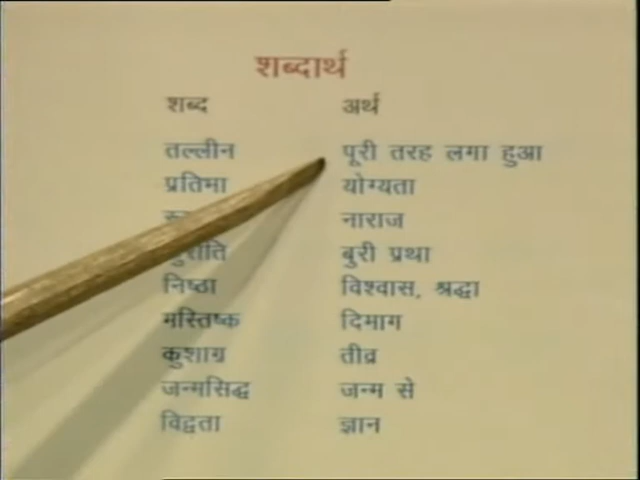 शब्दार्थ
शब्द अर्थ
तल्लीन पूरी तरह लगा हुआ
प्रतिमा योग्यता
नाराज
बुरी प्रथा
निष्ठा विश्वास, श्रद्धा
मस्तिष्क दिमाग
कुशाग्र तीव्र
जन्मसिद्ध जन्म से
विद्वता ज्ञान